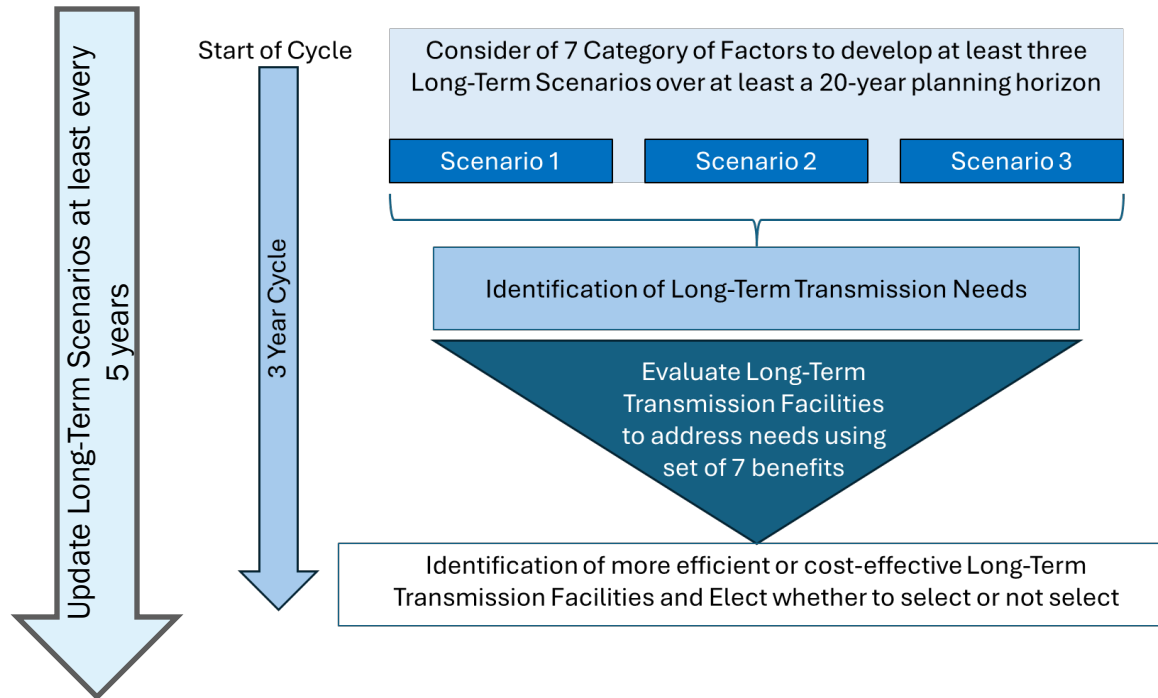 Update Long-Term Scenarios at least every
5 years
Start of Cycle
3 Year Cycle
Consider of 7 Category of Factors to develop at least three
Long-Term Scenarios over at least a 20-year planning horizon
Scenario 1
Scenario 2
Scenario 3
Identification of Long-Term Transmission Needs
Evaluate Long-Term
Transmission Facilities
to address needs using
set of 7 benefits
Identification of more efficient or cost-effective Long-Term
Transmission Facilities and Elect whether to select or not select